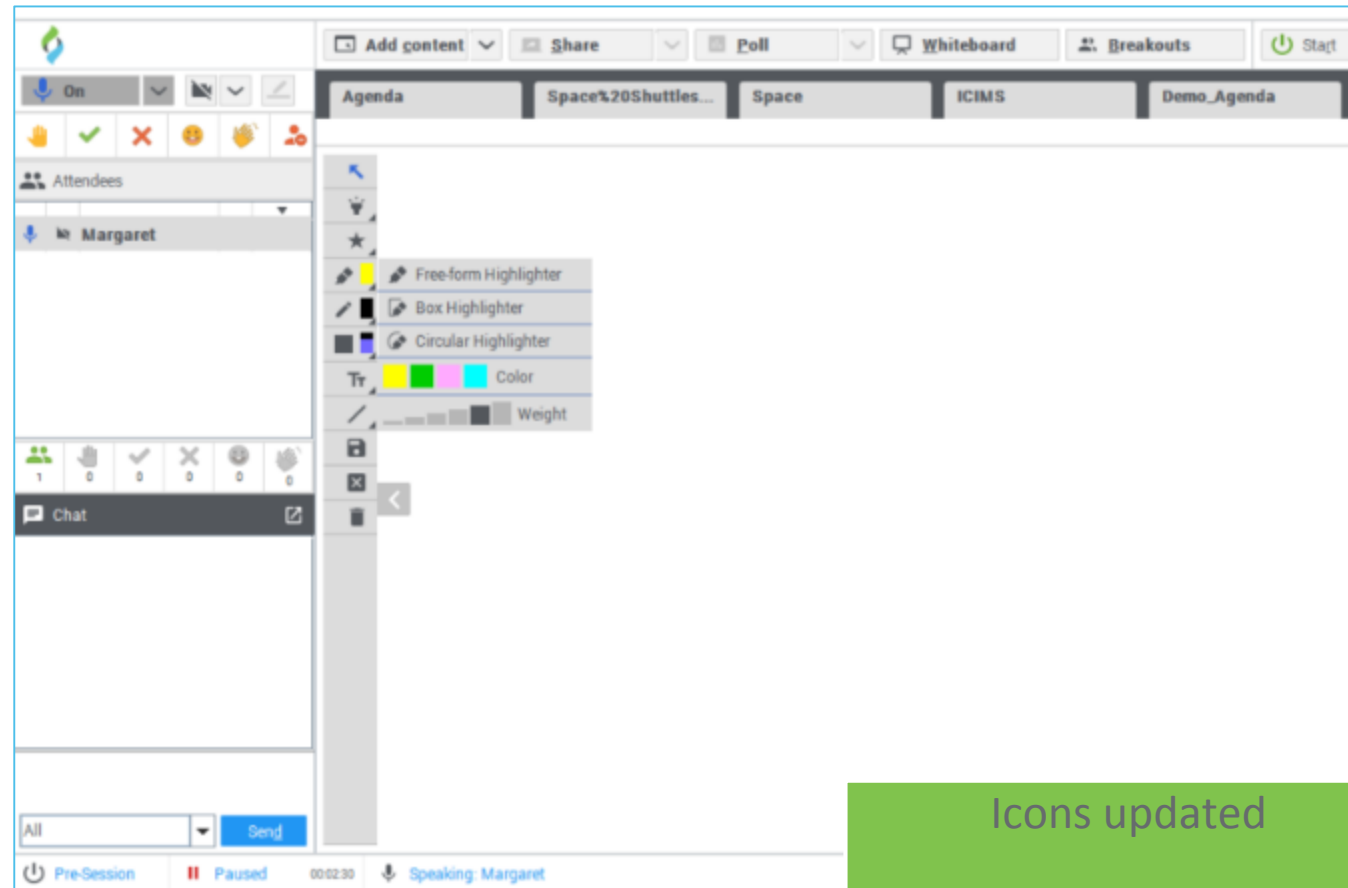 Add content
Share
Poll
Whiteboard
Breakouts
Start
On
Agenda
Space%20Shuttles...
Space
ICIMS
Demo_Agenda
Attendees
Margaret
Free-form Highlighter
Box Highlighter
Circular Highlighter
Tт
Color
Weight
1 0 0 0 0 0
Chat
All
Send
Pre-Session
Paused
00:02:30
Speaking: Margaret
Icons updated